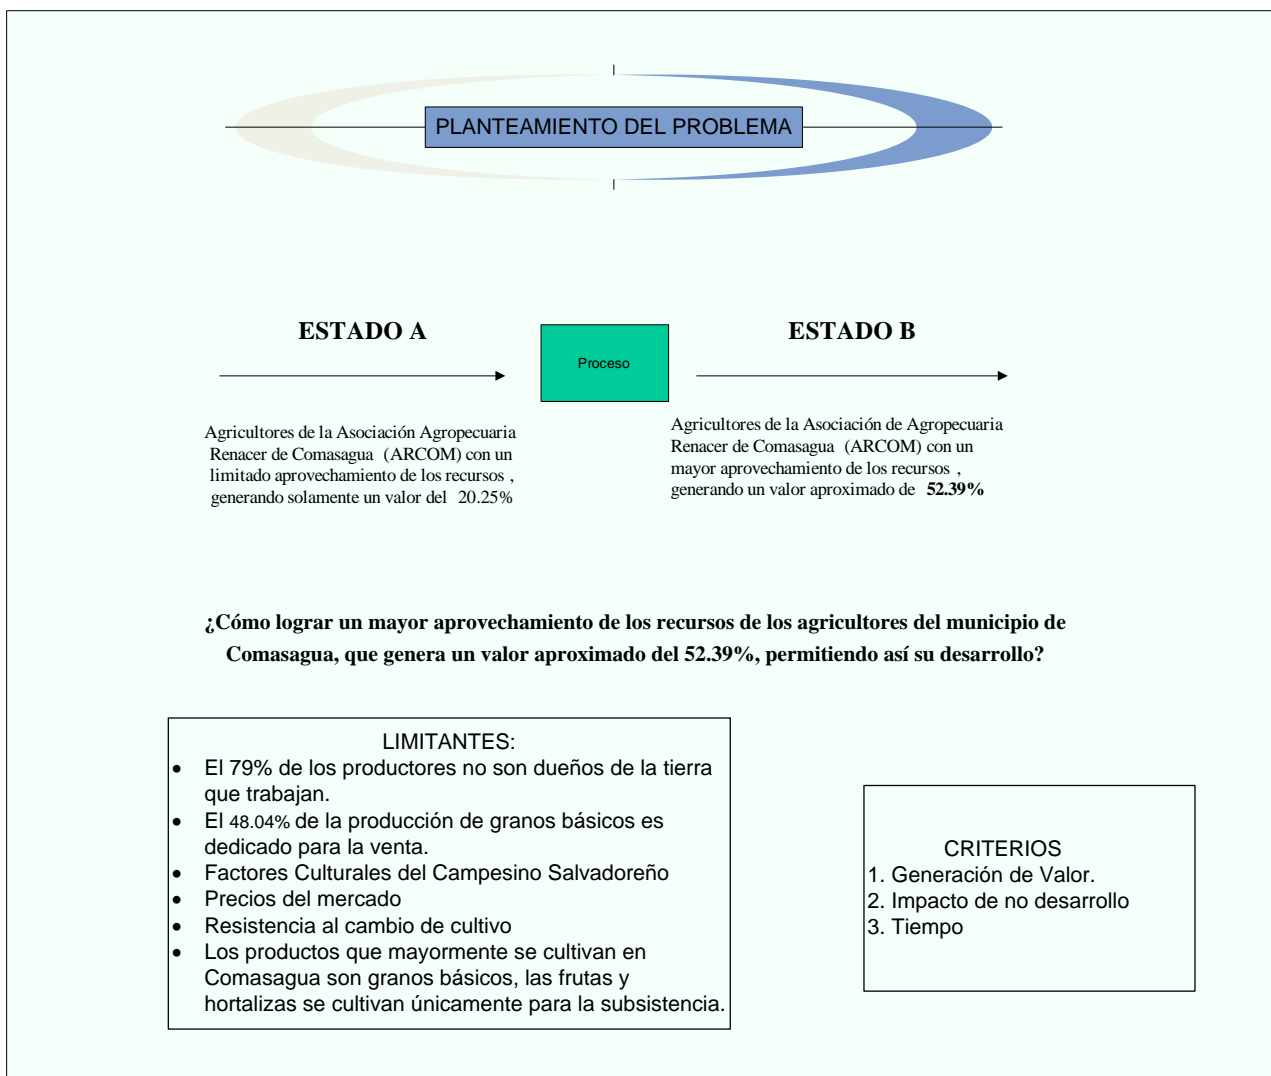 PLANTEAMIENTO DEL PROBLEMA
ESTADO A
Proceso
ESTADO B
Agricultores de la Asociación Agropecuaria
Renacer de Comasagua (ARCOM) con un
limitado aprovechamiento de los recursos ,
generando solamente un valor del 20.25%
Agricultores de la Asociación de Agropecuaria
Renacer de Comasagua (ARCOM) con un
mayor aprovechamiento de los recursos ,
generando un valor aproximado de 52.39%
¿Cómo lograr un mayor aprovechamiento de los recursos de los agricultores del municipio de
Comasagua, que genera un valor aproximado del 52.39%, permitiendo así su desarrollo?
LIMITANTES:
• El 79% de los productores no son dueños de la tierra
que trabajan.
• El 48.04% de la producción de granos básicos es
dedicado para la venta.
• Factores Culturales del Campesino Salvadoreño
• Precios del mercado
• Resistencia al cambio de cultivo
• Los productos que mayormente se cultivan en
Comasagua son granos básicos, las frutas y
hortalizas se cultivan únicamente para la subsistencia.
CRITERIOS
1. Generación de Valor.
2. Impacto de no desarrollo
3. Tiempo